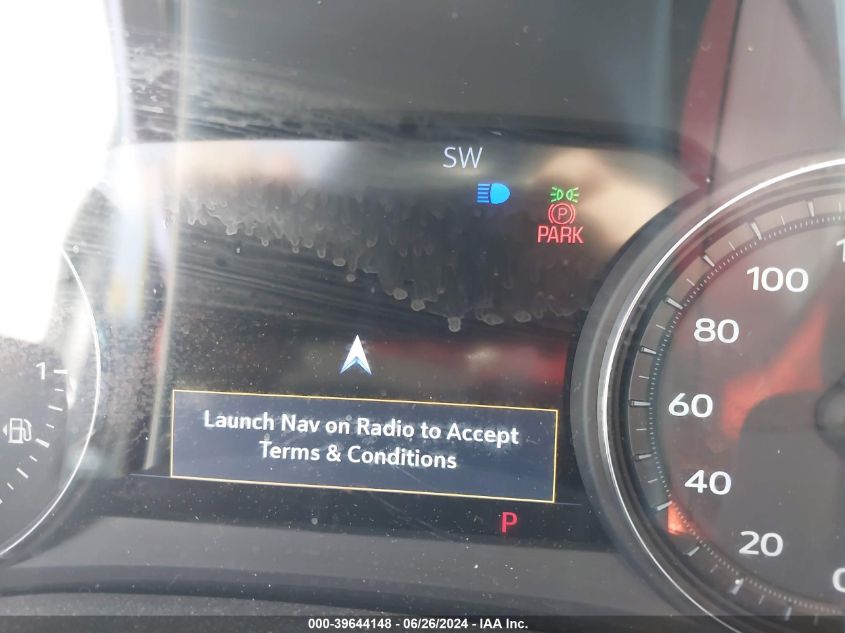 SW
P
PARK
1
100
80
60
40
20
0
Launch Nav on Radio to Accept
Terms & Conditions
P
000-39644148 - 06/26/2024 - IAA Inc.